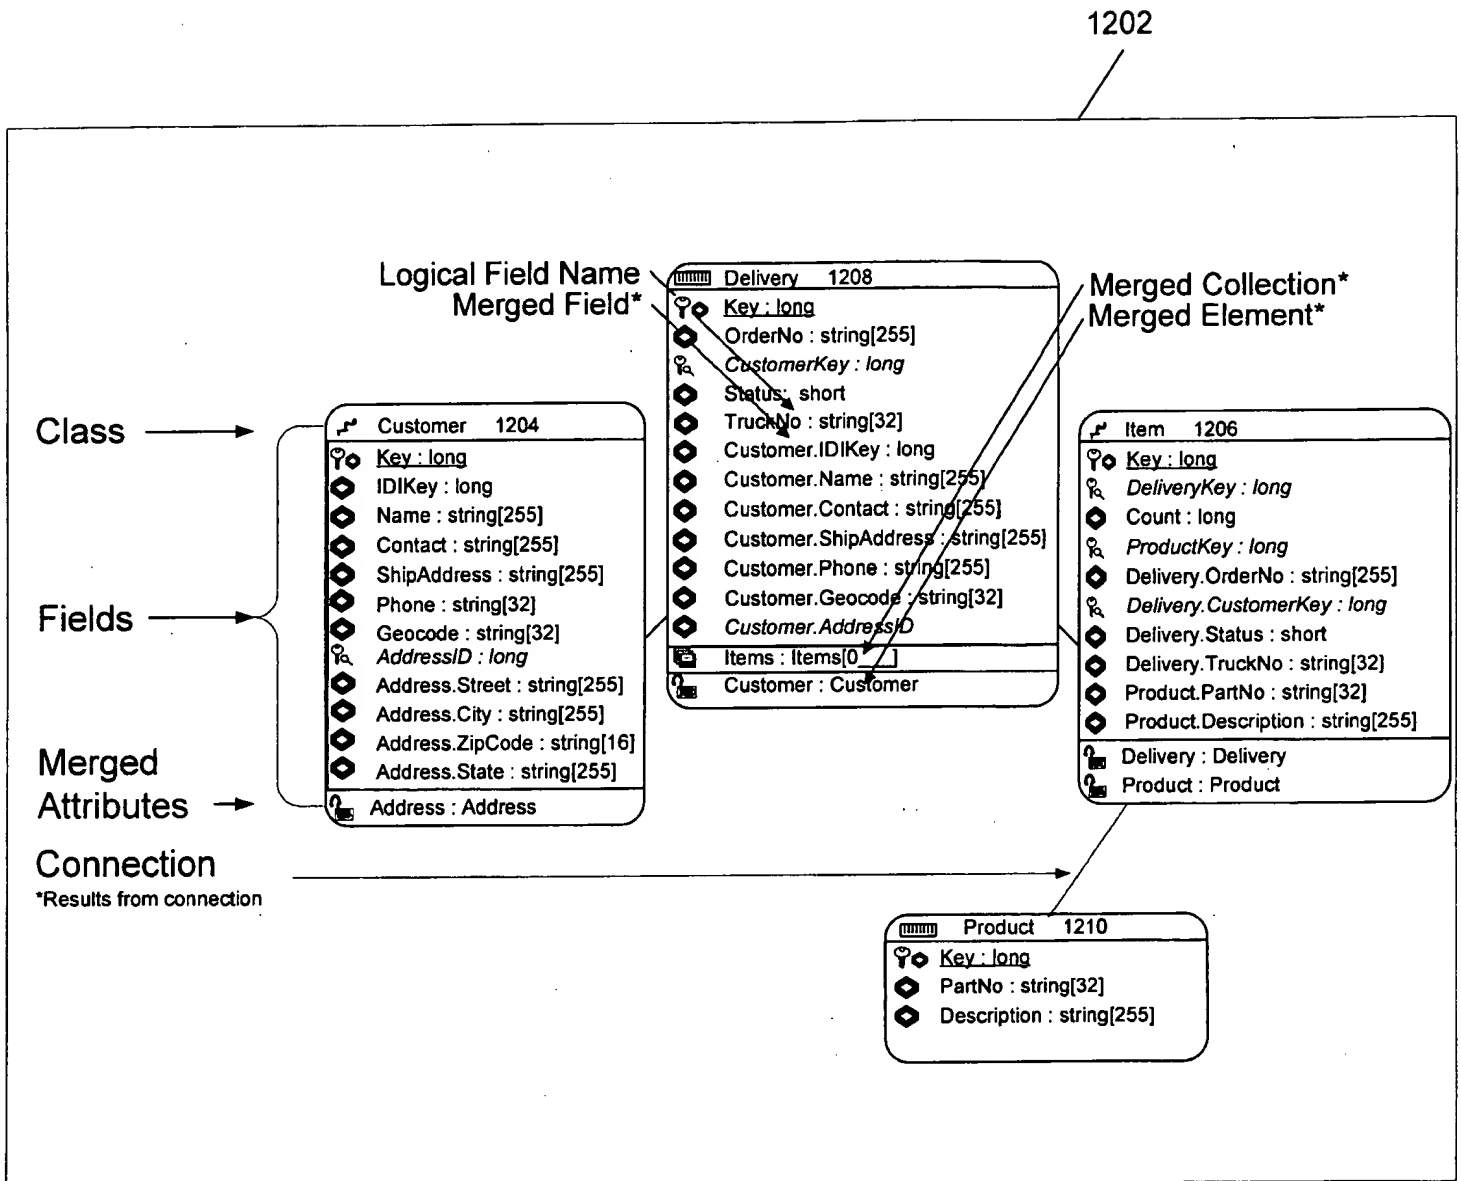 1202
Logical Field Name
Merged Field*
Merged Collection*
Merged Element*
Class
Fields
Merged
Attributes
Connection
*Results from connection
Customer 1204
Key : long
IDIKey : long
Name : string[255]
Contact : string[255]
ShipAddress : string[255]
Phone : string[32]
Geocode : string[32]
AddressID : long
Address.Street : string[255]
Address.City : string[255]
Address.ZipCode : string[16]
Address.State : string[255]
Address : Address
Delivery 1208
Key : long
OrderNo : string[255]
CustomerKey : long
Status: short
TruckNo : string[32]
Customer.IDIKey : long
Customer.Name : string[255]
Customer.Contact : string[255]
Customer.ShipAddress : string[255]
Customer.Phone : string[255]
Customer.Geocode : string[32]
Customer.AddressID
Items : Items[0____]
Customer : Customer
Item 1206
Key : long
DeliveryKey : long
Count : long
ProductKey : long
Delivery.OrderNo : string[255]
Delivery.CustomerKey : long
Delivery.Status : short
Delivery.TruckNo : string[32]
Product.PartNo : string[32]
Product.Description : string[255]
Delivery : Delivery
Product : Product
Product 1210
Key : long
PartNo : string[32]
Description : string[255]